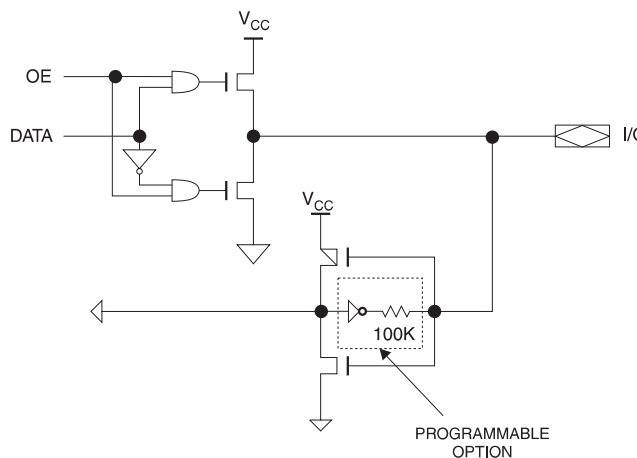 VCC
OE
DATA
I/O
VCC
100K
PROGRAMMABLE
OPTION